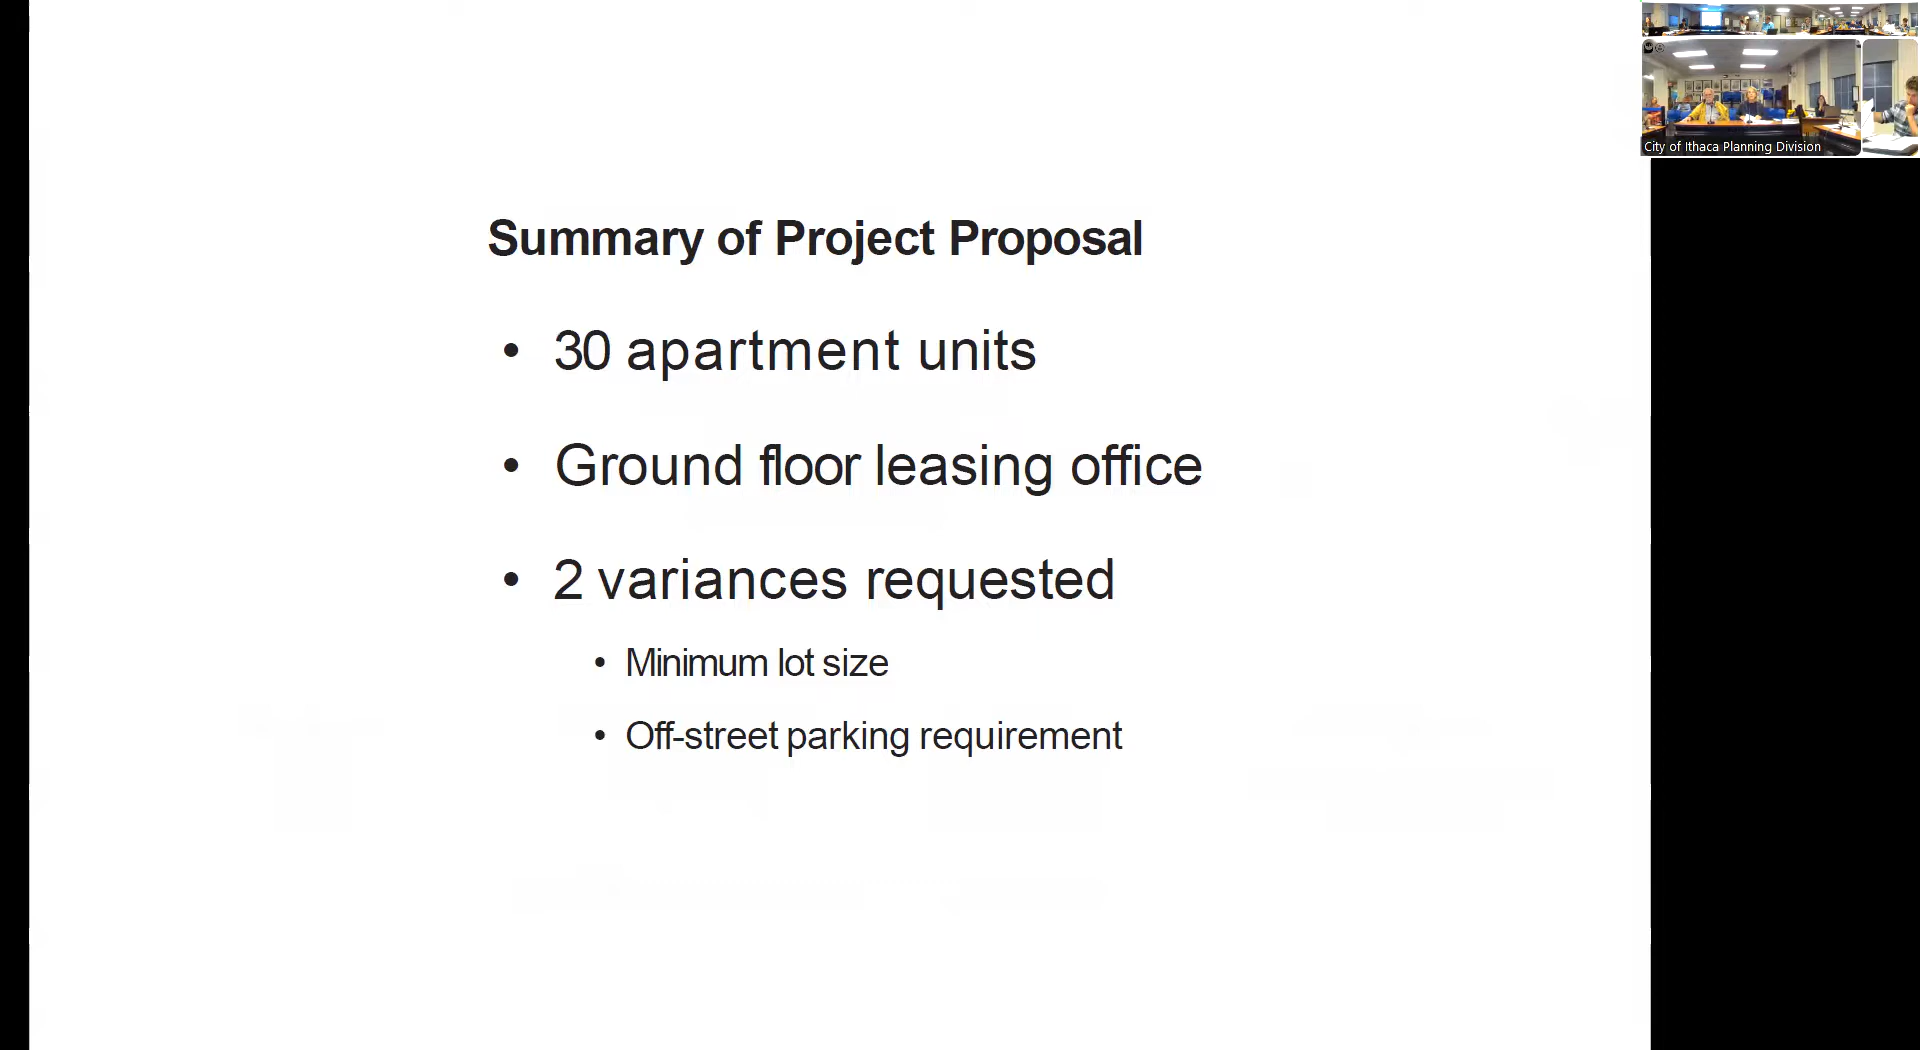 City of Ithaca Planning Division
Summary of Project Proposal
• 30 apartment units
• Ground floor leasing office
• 2 variances requested
• Minimum lot size
• Off-street parking requirement